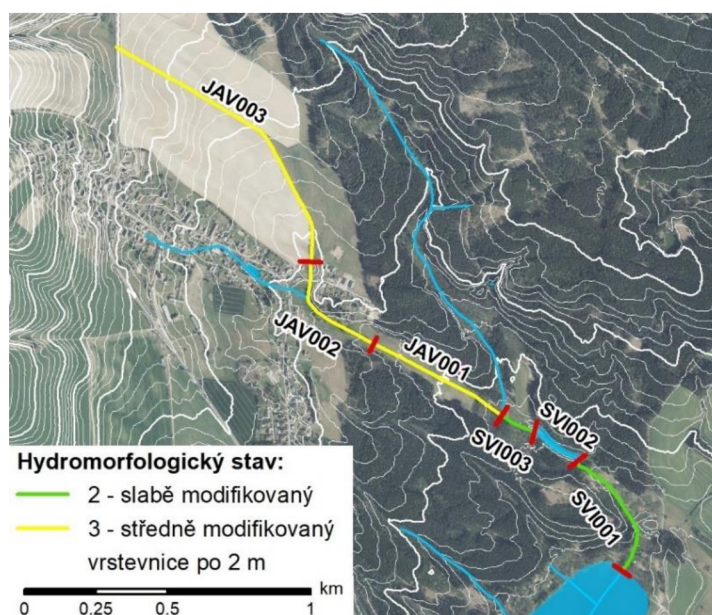 JAV003
JAV002
JAV001
SVI002
SVI003
SVI001
Hydromorfologický stav:
2 - slabě modifikovaný
3 - středně modifikovaný
vrstevnice po 2 m
km
0 0,25 0,5 1